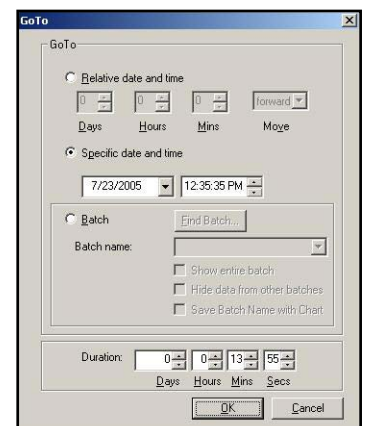 GoTo
GoTo
Relative date and time
0 0 0 forward
Days Hours Mins Move
Specific date and time
7/23/2005 12:35:35 PM
Batch Find Batch...
Batch name:
Show entire batch
Hide data from other batches
Save Batch Name with Chart
Duration: 0 0 13 55
Days Hours Mins Secs
OK Cancel